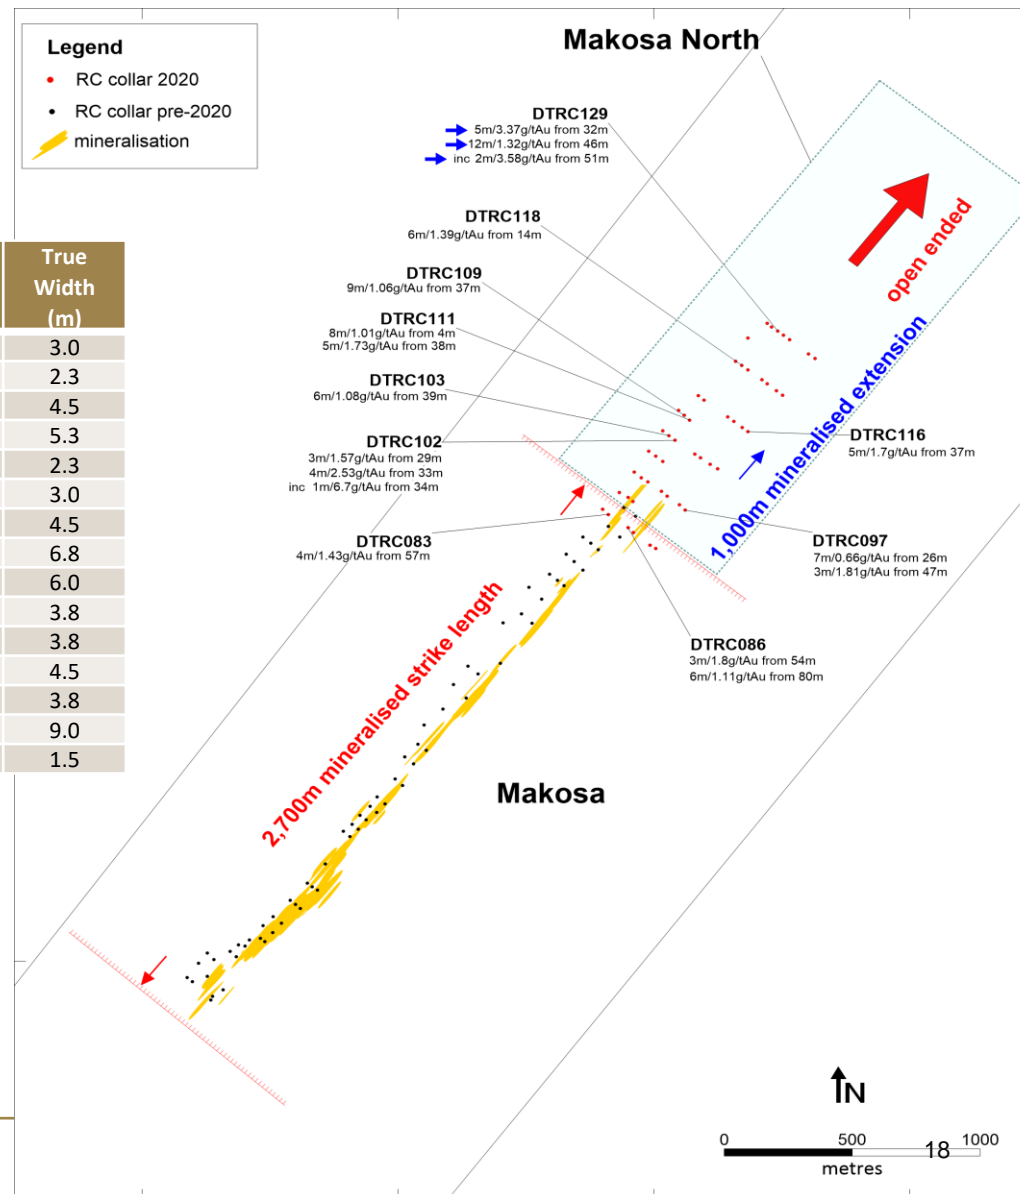 Makosa North
Legend
RC collar 2020
RC collar pre-2020
mineralisation
DTRC129
5m/3.37g/tAu from 32m
12m/1.32g/tAu from 46m
inc 2m/3.58g/tAu from 51m
DTRC118
6m/1.39g/tAu from 14m
DTRC109
9m/1.06g/tAu from 37m
DTRC111
8m/1.01g/tAu from 4m
5m/1.73g/tAu from 38m
DTRC103
6m/1.08g/tAu from 39m
DTRC102
3m/1.57g/tAu from 29m
4m/2.53g/tAu from 33m
inc 1m/6.7g/tAu from 34m
DTRC083
4m/1.43g/tAu from 57m
open ended
1,000m mineralised extension
DTRC116
5m/1.7g/tAu from 37m
DTRC097
7m/0.66g/tAu from 26m
3m/1.81g/tAu from 47m
DTRC086
3m/1.8g/tAu from 54m
6m/1.11g/tAu from 80m
2,700m mineralised strike length
Makosa
True
Width
(m)
3.0
2.3
4.5
5.3
2.3
3.0
4.5
6.8
6.0
3.8
3.8
4.5
3.8
9.0
1.5
N
0 500 1000
metres
18